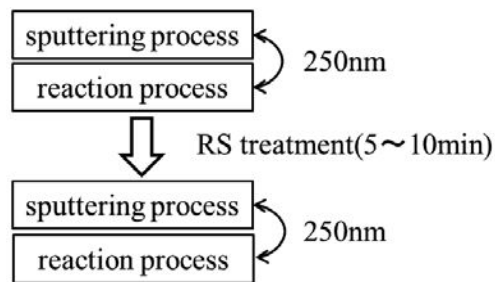 sputtering process
250nm
reaction process
RS treatment(5～10min)
sputtering process
250nm
reaction process